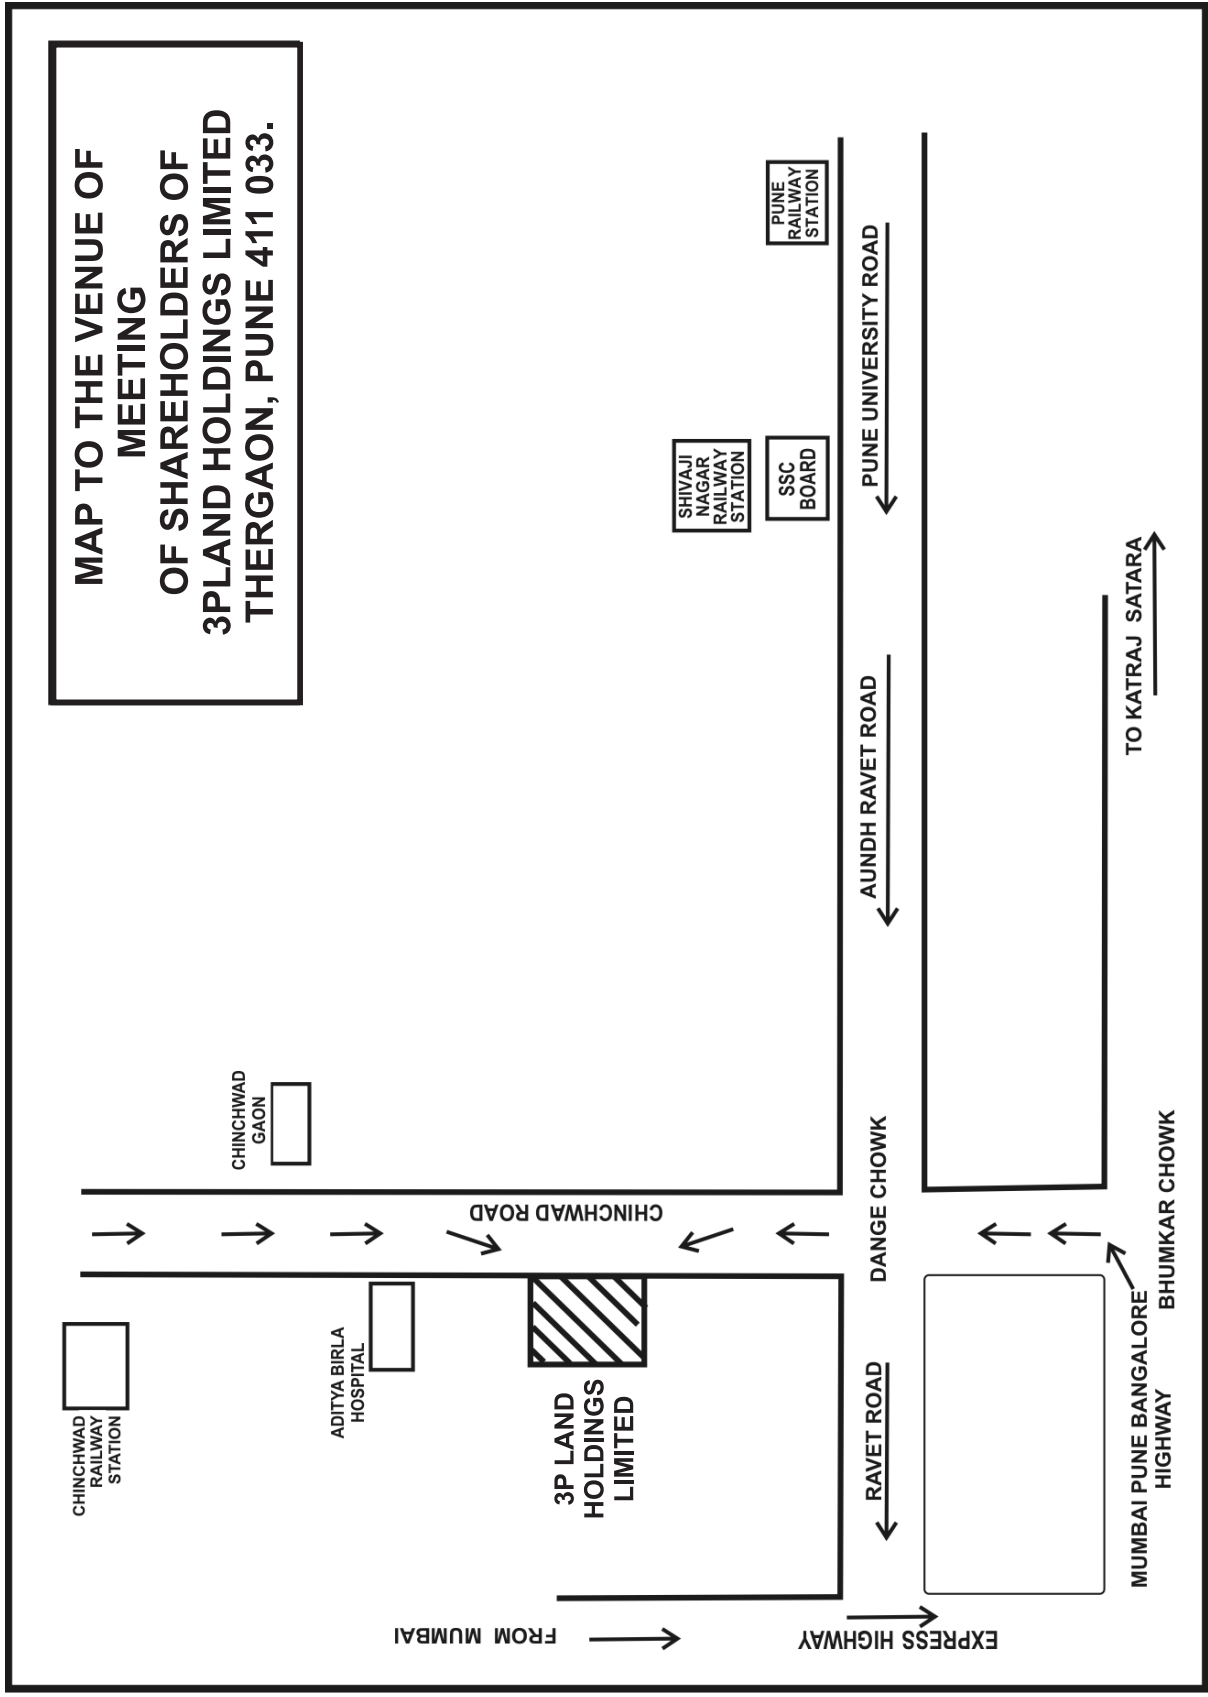 MAP TO THE VENUE OF
MEETING
OF SHAREHOLDERS OF
3PLAND HOLDINGS LIMITED
THERGAON, PUNE 411 033.
CHINCHWAD
RAILWAY
STATION
CHINCHWAD
GAON
ADITYA BIRLA
HOSPITAL
CHINCHWAD ROAD
3P LAND
HOLDINGS
LIMITED
SHIVAJI
NAGAR
RAILWAY
STATION
SSC
BOARD
PUNE
RAILWAY
STATION
FROM MUMBAI
EXPRESS HIGHWAY
RAVET ROAD
DANGE CHOWK
AUNDH RAVET ROAD
PUNE UNIVERSITY ROAD
MUMBAI PUNE BANGALORE
HIGHWAY
BHUMKAR CHOWK
TO KATRAJ SATARA